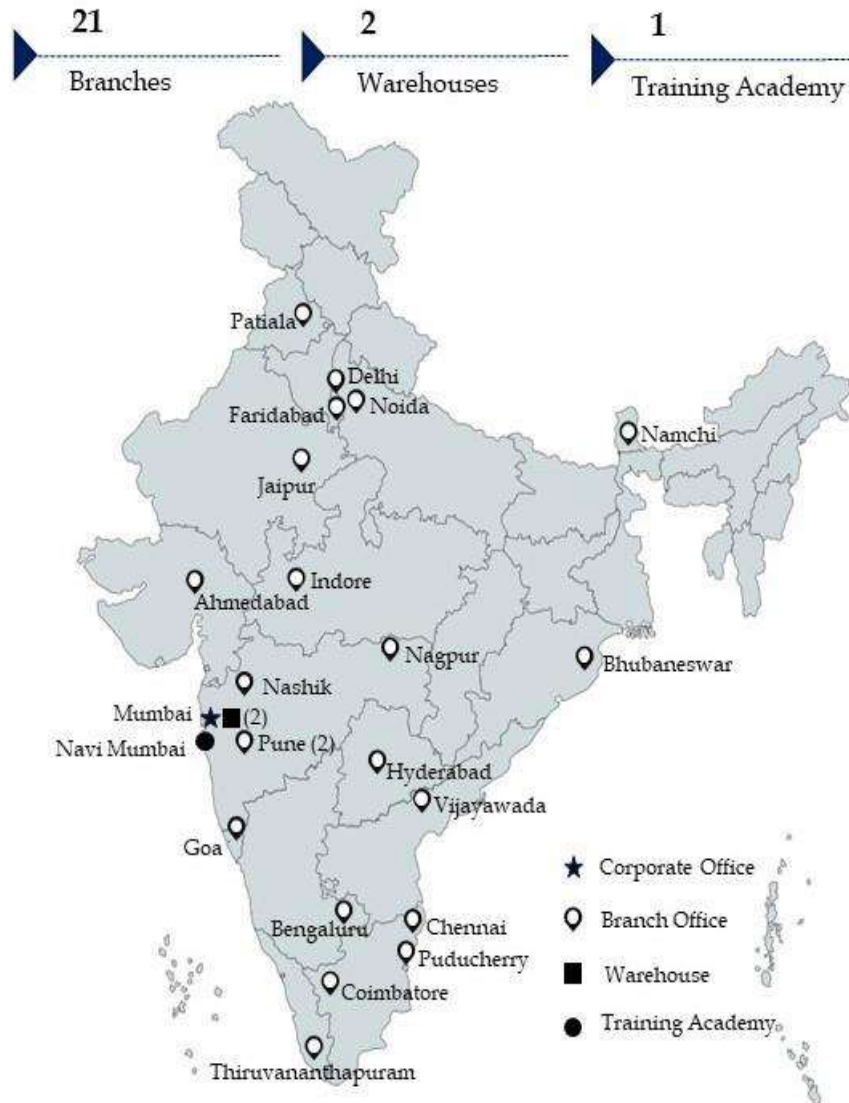 21
2
1
Branches
Warehouses
Training Academy
Patiala
Delhi
Faridabad
Noida
Namchi
Jaipur
Indore
Ahmedabad
Nagpur
Bhubaneswar
Nashik
Mumbai
(2)
Navi Mumbai
Pune (2)
Hyderabad
Vijayawada
Goa
Corporate Office
Bengaluru
Chennai
Branch Office
Puducherry
Warehouse
Coimbatore
Training Academy
Thiruvananthapuram